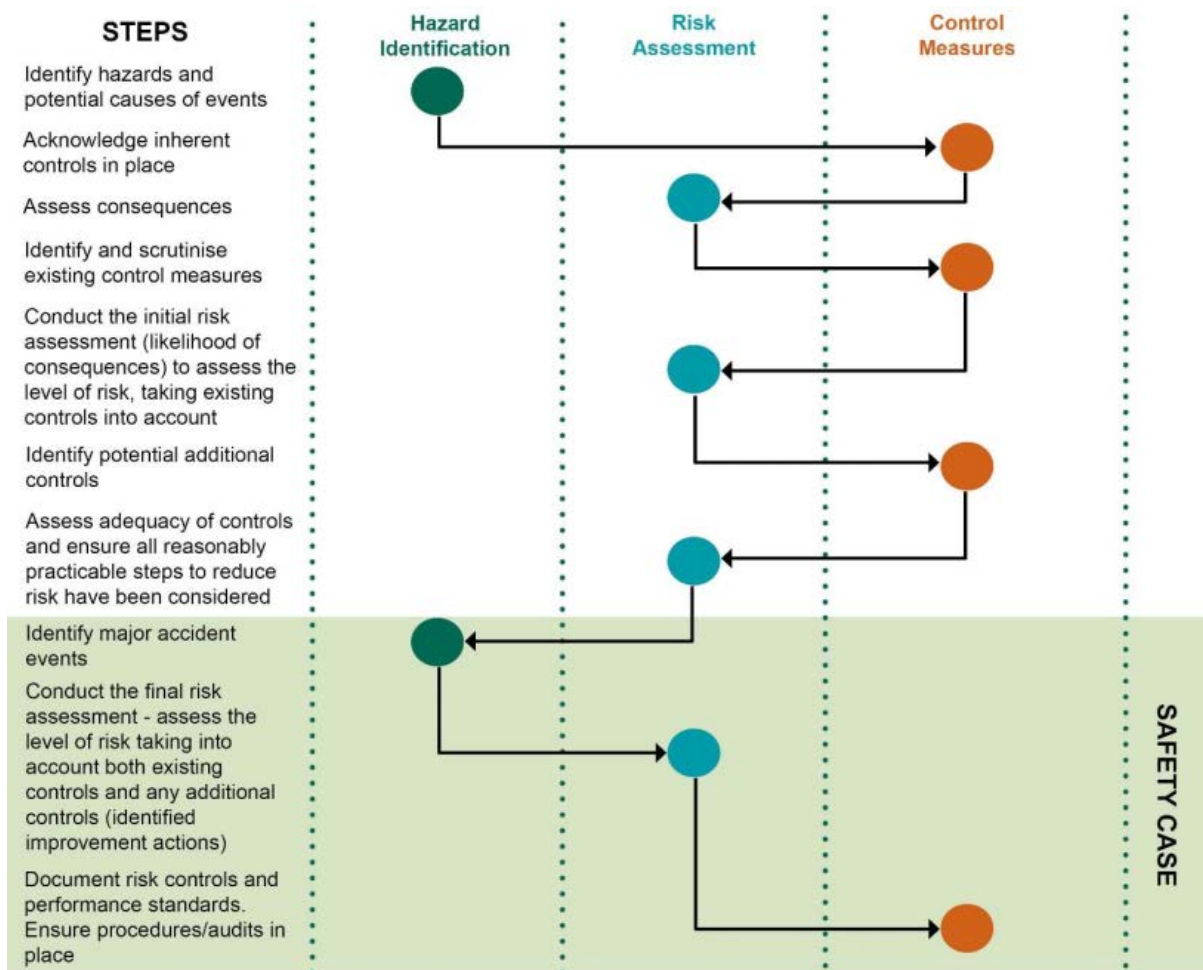 STEPS
Hazard
Identification
Risk
Assessment
Control
Measures
Identify hazards and
potential causes of events
Acknowledge inherent
controls in place
Assess consequences
Identify and scrutinise
existing control measures
Conduct the initial risk
assessment (likelihood of
consequences) to assess the
level of risk, taking existing
controls into account
Identify potential additional
controls
Assess adequacy of controls
and ensure all reasonably
practicable steps to reduce
risk have been considered
Identify major accident
events
Conduct the final risk
assessment - assess the
level of risk taking into
account both existing
controls and any additional
controls (identified
improvement actions)
Document risk controls and
performance standards.
Ensure procedures/audits in
place
SAFETY CASE